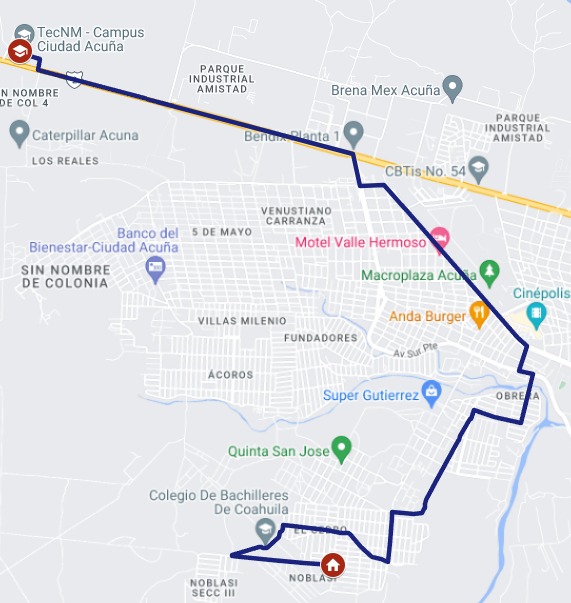 TecNM - Campus
Ciudad Acuña
PARQUE
INDUSTRIAL
AMISTAD
Brena Mex Acuña
2
N NOMBRE
DE COL 4
PARQUE
INDUSTRIAL
AMISTAD
Caterpillar Acuna
Bendix Planta 1
LOS REALES
CBTis No. 54
VENUSTIANO
CARRANZA
5 DE MAYO
Banco del
Bienestar-Ciudad Acuña
Motel Valle Hermoso
SIN NOMBRE
DE COLONIA
Macroplaza Acuña
Cinépolis
VILLAS MILENIO
Anda Burger
FUNDADORES
Av Sur Pte
ÁCOROS
Super Gutierrez
OBRERA
Quinta San Jose
Colegio De Bachilleres
De Coahuila
EL CEDRO
NOBLASI
SECC III
NOBLASI